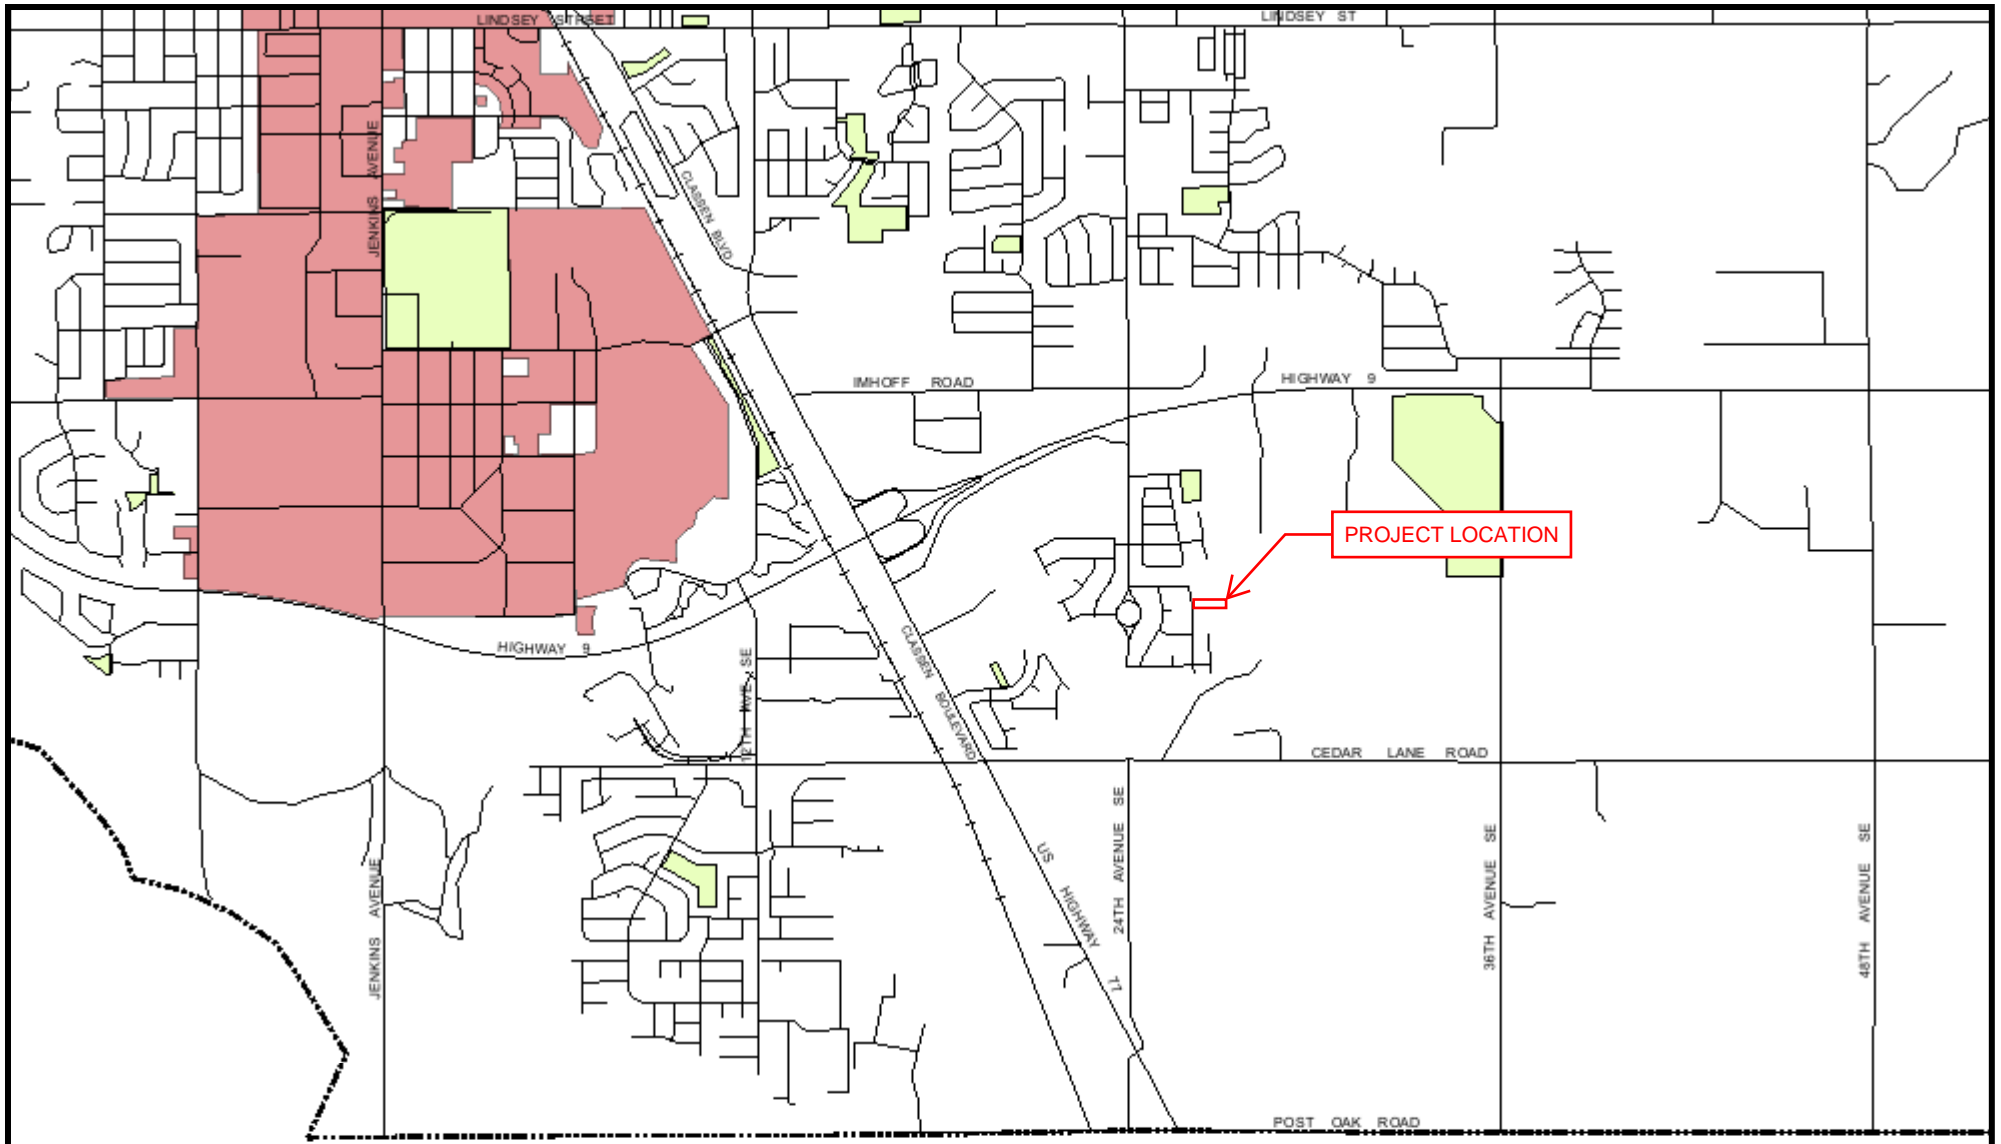 LINDSEY STREET
LINDSEY ST
JENKINS AVENUE
CLASSEN BLVD
IMHOFF ROAD
HIGHWAY 9
PROJECT LOCATION
HIGHWAY 9
12TH AVE SE
CLASSEN BOULEVARD
CEDAR LANE ROAD
JENKINS AVENUE
US HIGHWAY 77
24TH AVENUE SE
36TH AVENUE SE
48TH AVENUE SE
POST OAK ROAD